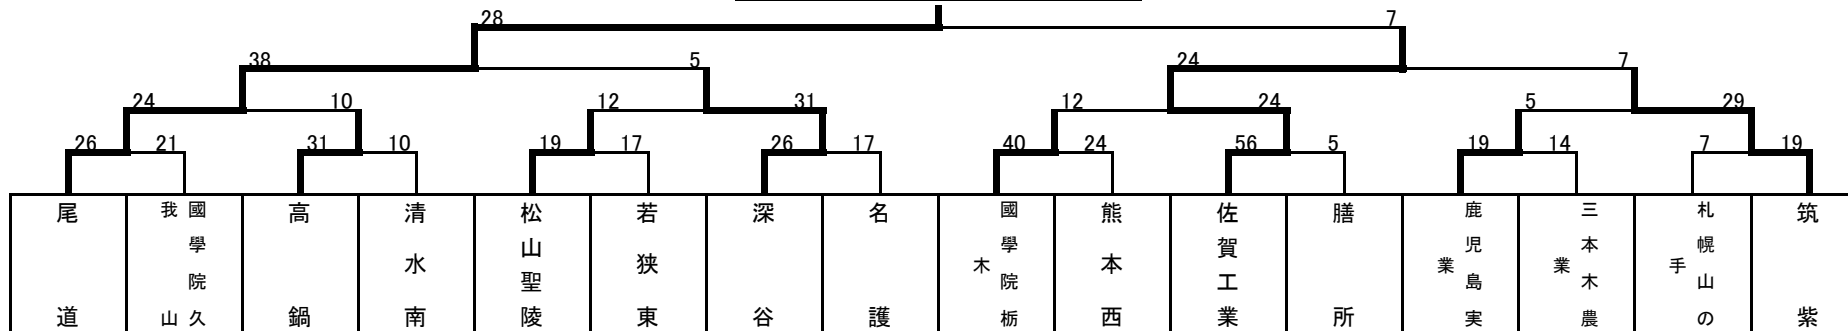 28 7
38 5 24 7
24 10 12 31 12 24 5 29
26 21 31 10 19 17 26 17 40 24 56 5 19 14 7 19
尾道
國學院久我山
高鍋
清水南
松山聖陵
若狭東
深谷
名護
國學院栃木
熊本西
佐賀工業
膳所
鹿児島実業
三本木農業
札幌山の手
筑紫